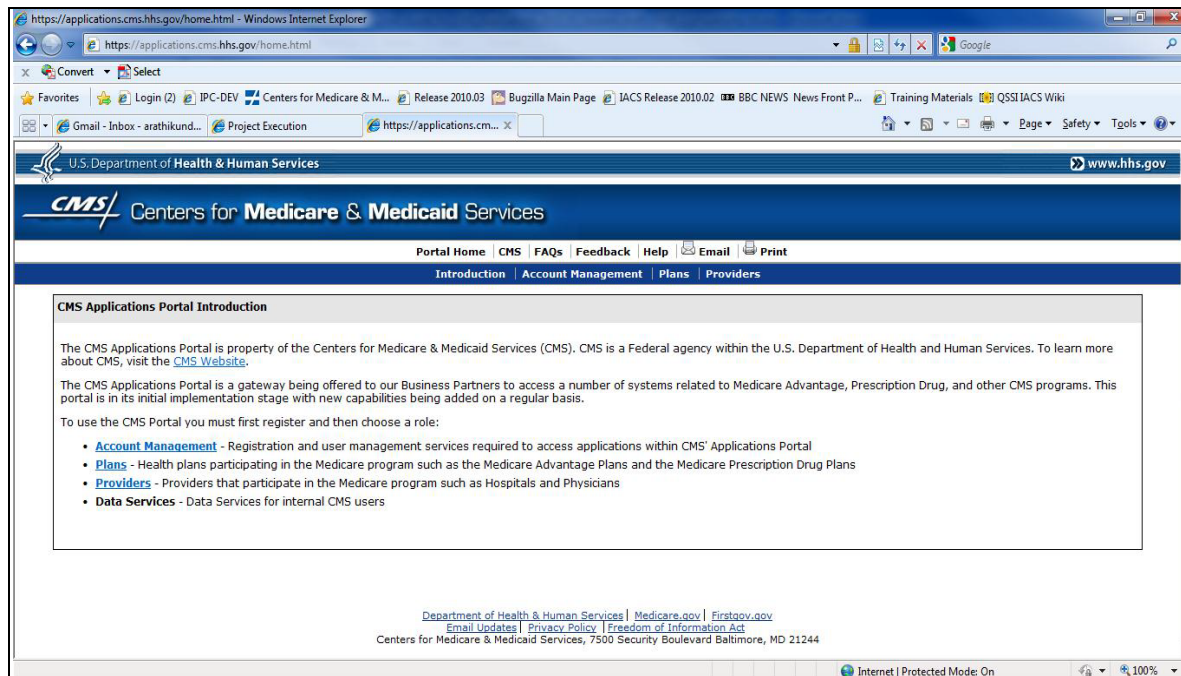 https://applications.cms.hhs.gov/home.html - Windows Internet Explorer
https://applications.cms.hhs.gov/home.html
Google
x Convert Select
Favorites Login (2) IPC-DEV Centers for Medicare & M... Release 2010.03 Bugzilla Main Page IACS Release 2010.02 BBC NEWS News Front P... Training Materials QSSI IACS Wiki
Gmail - Inbox - arathikund... Project Execution https://applications.cm... X Page Safety Tools
U.S. Department of Health & Human Services www.hhs.gov
CMS Centers for Medicare & Medicaid Services
Portal Home | CMS | FAQs | Feedback | Help | Email | Print
Introduction | Account Management | Plans | Providers
CMS Applications Portal Introduction
The CMS Applications Portal is property of the Centers for Medicare & Medicaid Services (CMS). CMS is a Federal agency within the U.S. Department of Health and Human Services. To learn more
about CMS, visit the CMS Website.
The CMS Applications Portal is a gateway being offered to our Business Partners to access a number of systems related to Medicare Advantage, Prescription Drug, and other CMS programs. This
portal is in its initial implementation stage with new capabilities being added on a regular basis.
To use the CMS Portal you must first register and then choose a role:
• Account Management - Registration and user management services required to access applications within CMS' Applications Portal
• Plans - Health plans participating in the Medicare program such as the Medicare Advantage Plans and the Medicare Prescription Drug Plans
• Providers - Providers that participate in the Medicare program such as Hospitals and Physicians
• Data Services - Data Services for internal CMS users
Department of Health & Human Services | Medicare.gov | Firstgov.gov
Email Updates | Privacy Policy | Freedom of Information Act
Centers for Medicare & Medicaid Services, 7500 Security Boulevard Baltimore, MD 21244
Internet | Protected Mode: On 100%